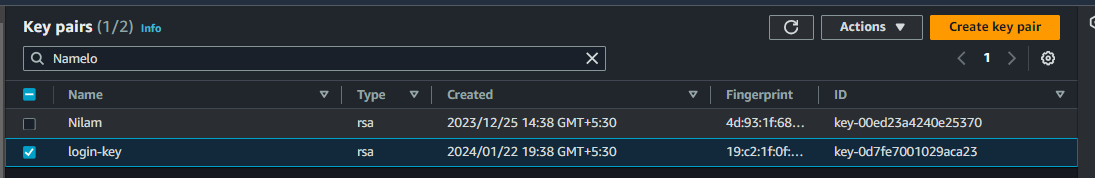 Key pairs (1/2) Info Actions Create key pair
Namelo 1
Name Type Created Fingerprint ID
Nilam rsa 2023/12/25 14:38 GMT+5:30 4d:93:1f:68... key-00ed23a4240e25370
login-key rsa 2024/01/22 19:38 GMT+5:30 19:c2:1f:0f:... key-0d7fe7001029aca23